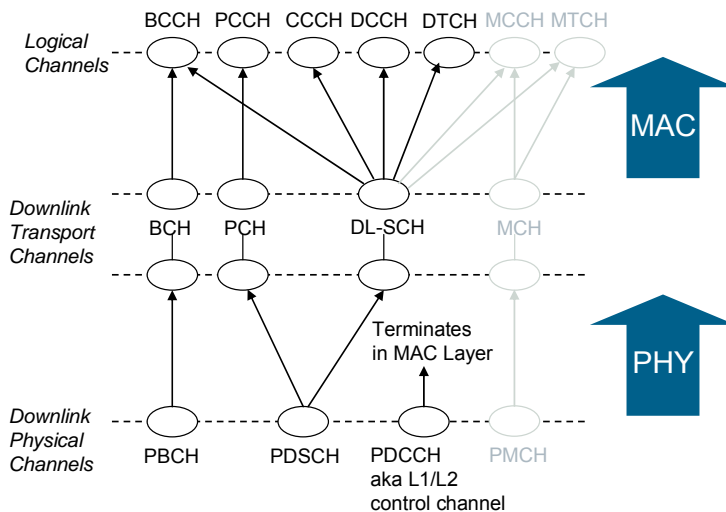 BCCH PCCH CCCH DCCH DTCH MCCH MTCH
Logical
Channels
MAC
Downlink
Transport
Channels
BCH PCH DL-SCH MCH
Terminates
in MAC Layer
PHY
Downlink
Physical
Channels
PBCH PDSCH PDCCH PMCH
aka L1/L2
control channel